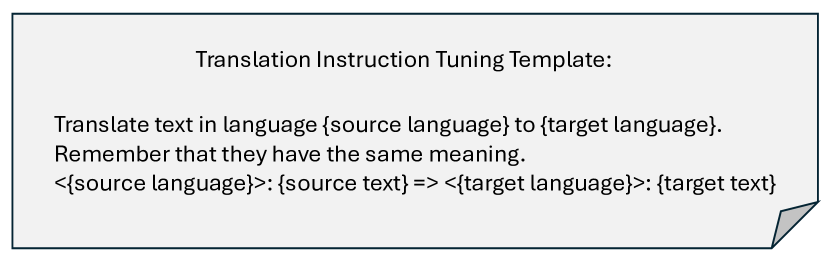 Translation Instruction Tuning Template:
Translate text in language {source language} to {target language}.
Remember that they have the same meaning.
<{source language}>: {source text} => <{target language}>: {target text}